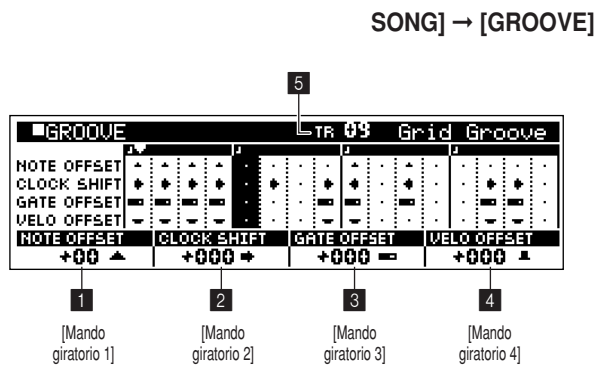 SONG] → [GROOVE]
5
■GROOVE TR 09 Grid Groove
NOTE OFFSET
CLOCK SHIFT
GATE OFFSET
VELO OFFSET
NOTE OFFSET CLOCK SHIFT GATE OFFSET VELO OFFSET
+00 +000 +000 +000
1 2 3 4
[Mando giratorio 1] [Mando giratorio 2] [Mando giratorio 3] [Mando giratorio 4]